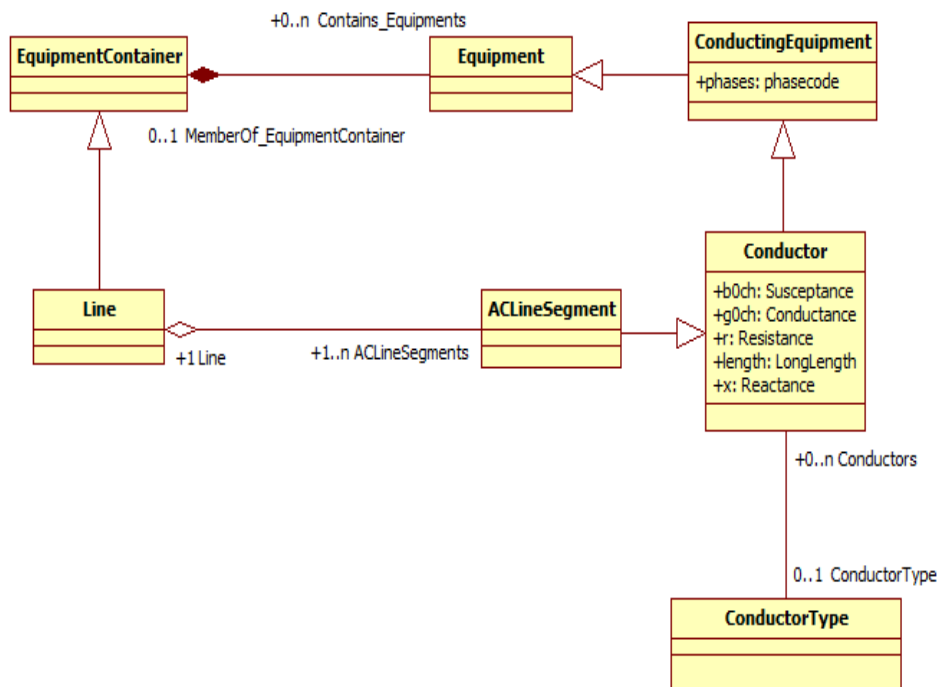 +0..n Contains_Equipments
EquipmentContainer
Equipment
ConductingEquipment
+phases: phasecode
0..1 MemberOf_EquipmentContainer
Conductor
+b0ch: Susceptance
+g0ch: Conductance
+r: Resistance
+length: LongLength
+x: Reactance
Line
ACLineSegment
+1 Line
+1..n ACLineSegments
+0..n Conductors
0..1 ConductorType
ConductorType